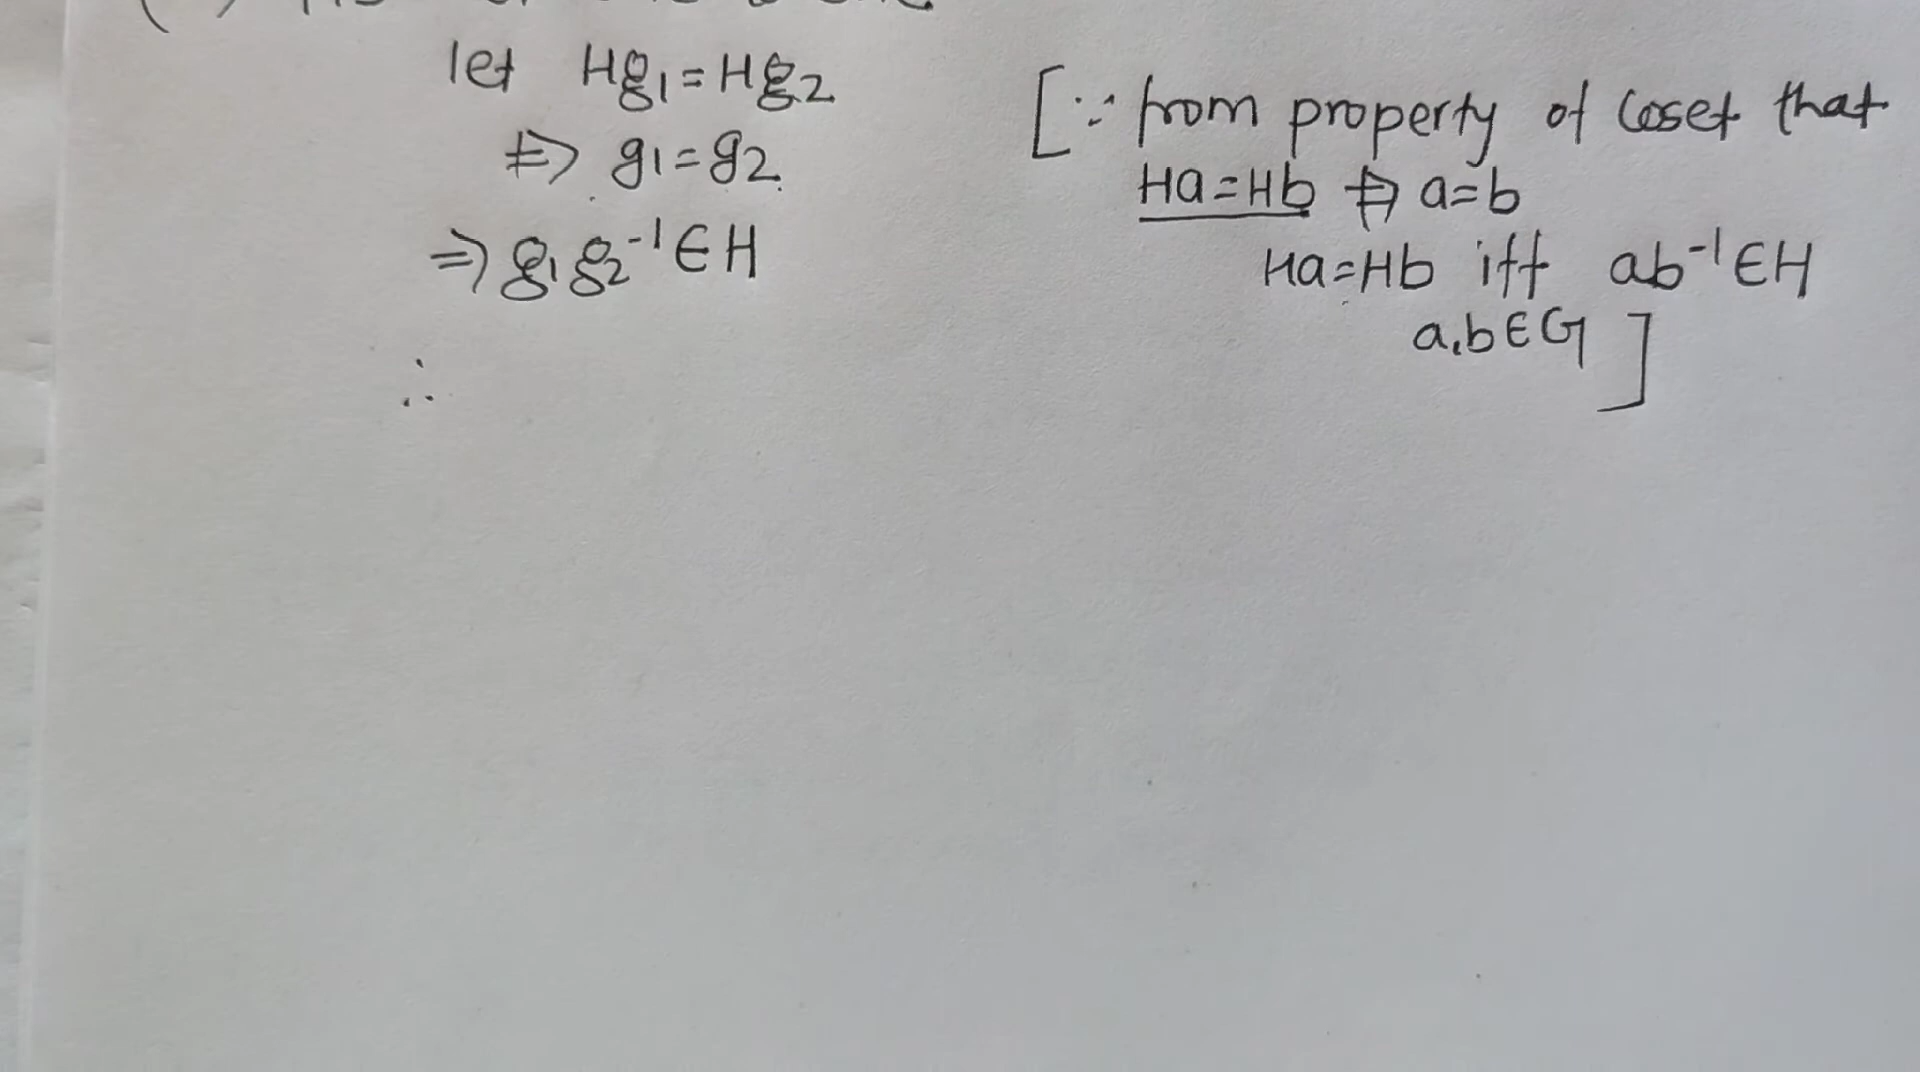 let Hg₁=Hg₂
⇏ g₁=g₂.
⇒ g₁g₂⁻¹∈H
∴
[∵ from property of Coset that
Ha=Hb ⇏ a=b
Ha=Hb iff ab⁻¹∈H
a,b∈G]